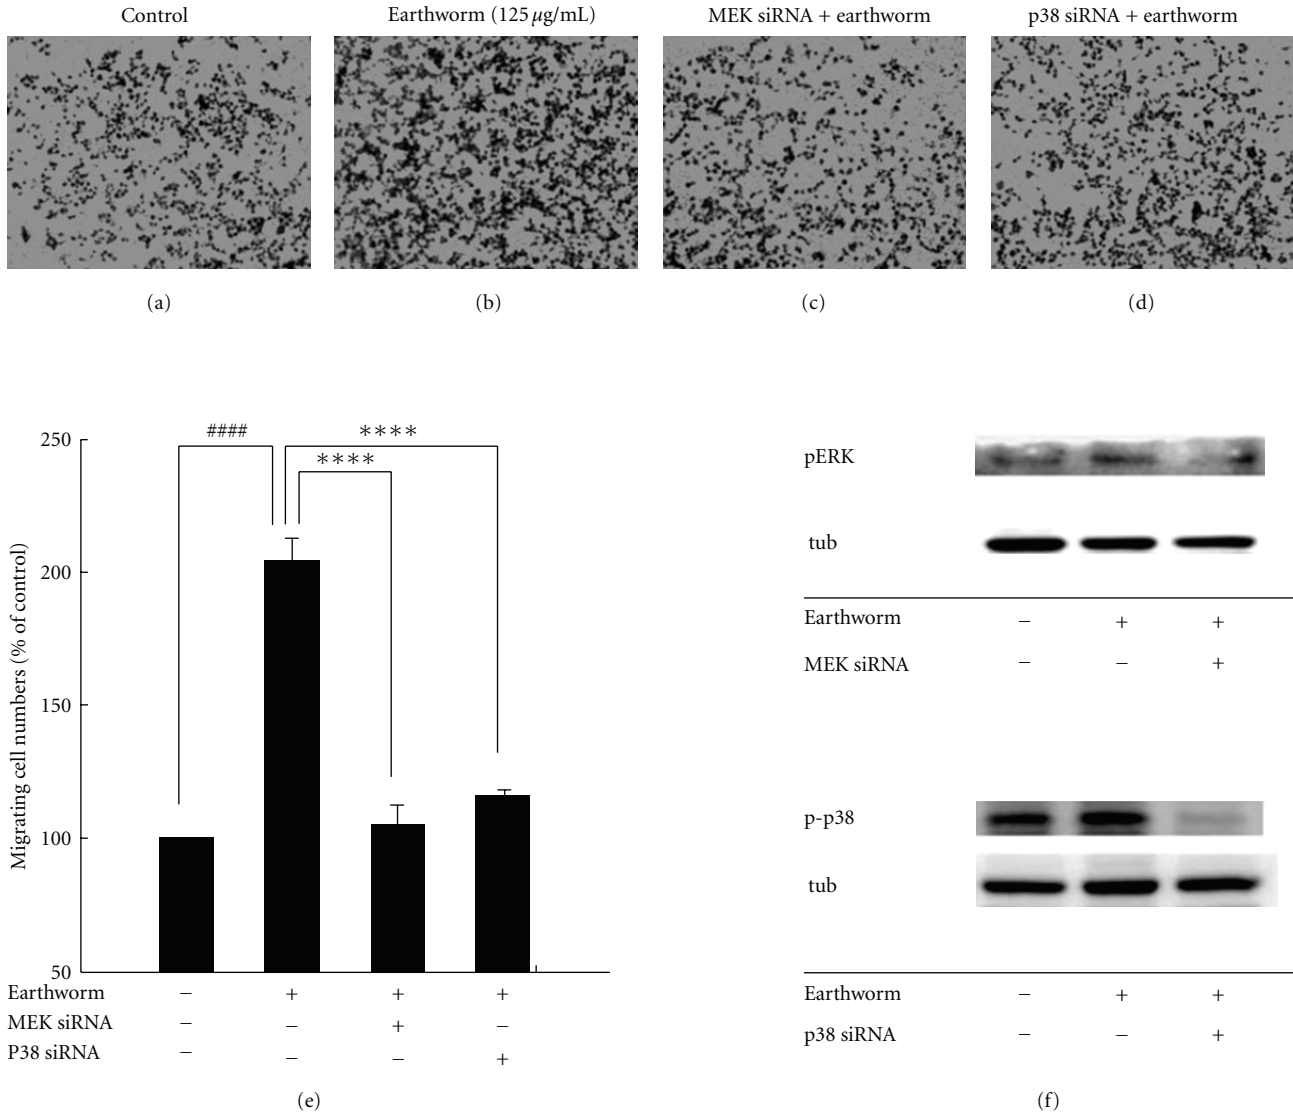 Control
Earthworm (125 µg/mL)
MEK siRNA + earthworm
p38 siRNA + earthworm
(a)
(b)
(c)
(d)
Migrating cell numbers (% of control)
250
200
150
100
50
####
****
****
Earthworm − + + +
MEK siRNA − − + −
P38 siRNA − − − +
(e)
pERK
tub
Earthworm − + +
MEK siRNA − − +
p-p38
tub
Earthworm − + +
p38 siRNA − − +
(f)